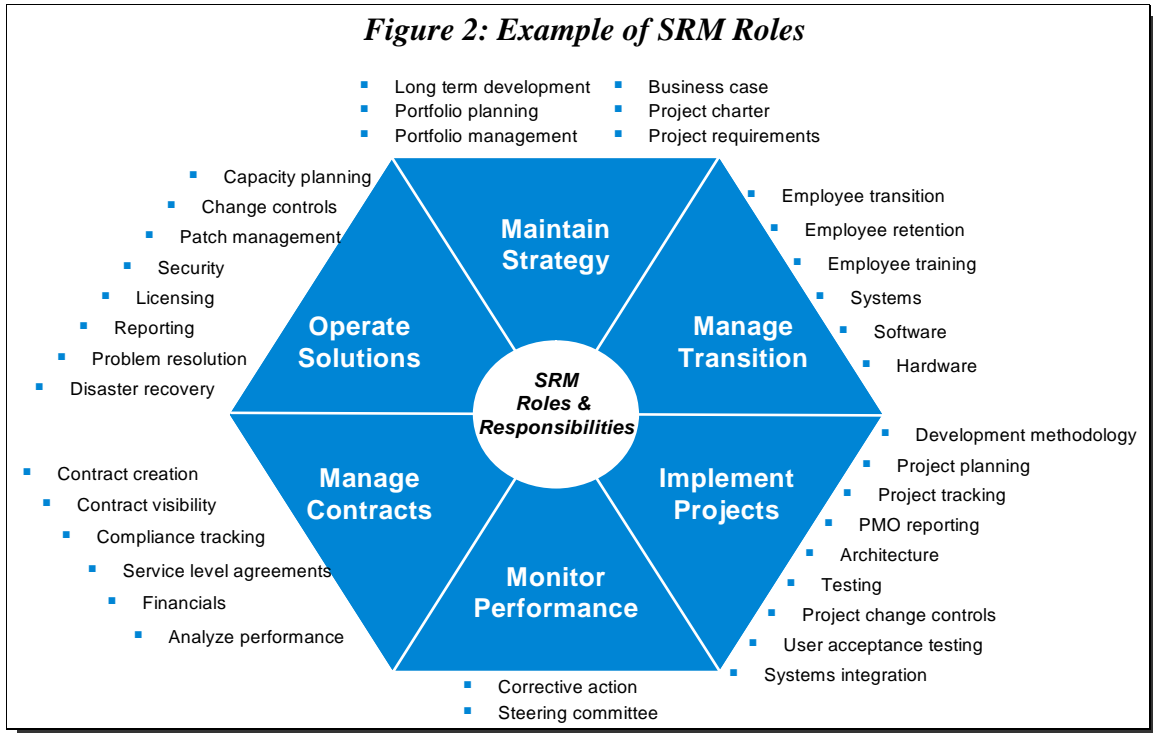 Figure 2: Example of SRM Roles
Long term development
Portfolio planning
Portfolio management
Business case
Project charter
Project requirements
Capacity planning
Change controls
Patch management
Security
Licensing
Reporting
Problem resolution
Disaster recovery
Maintain
Strategy
Employee transition
Employee retention
Employee training
Systems
Software
Hardware
Operate
Solutions
Manage
Transition
SRM
Roles &
Responsibilities
Contract creation
Contract visibility
Compliance tracking
Service level agreements
Financials
Analyze performance
Manage
Contracts
Implement
Projects
Development methodology
Project planning
Project tracking
PMO reporting
Architecture
Testing
Project change controls
User acceptance testing
Systems integration
Monitor
Performance
Corrective action
Steering committee